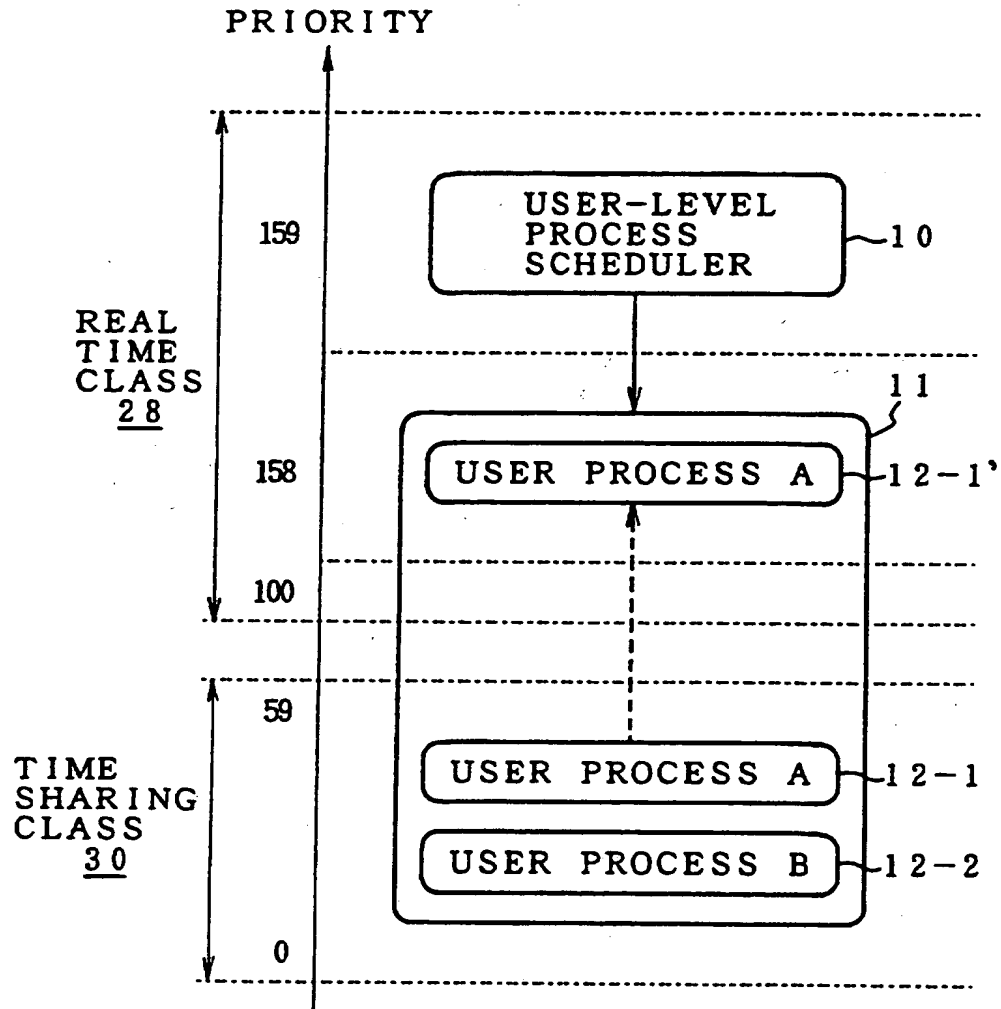 PRIORITY
159
USER-LEVEL
PROCESS
SCHEDULER
10
REAL
TIME
CLASS
28
11
158
USER PROCESS A
12-1'
100
59
USER PROCESS A
12-1
TIME
SHARING
CLASS
30
USER PROCESS B
12-2
0